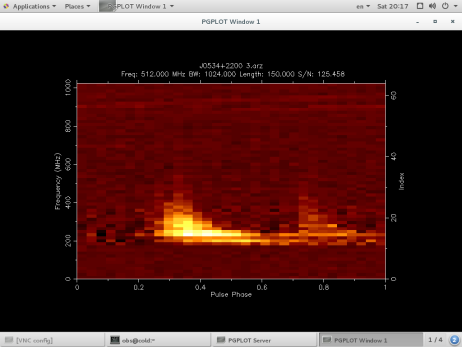 Applications Places PGPLOT Window 1 en Sat 20:17
PGPLOT Window 1
J0534+2200 3.arz
Freq: 512.000 MHz BW: 1024.000 Length: 150.000 S/N: 125.458
Frequency (MHz)
1000
800
600
400
200
0
60
40
20
0
Index
0 0.2 0.4 0.6 0.8 1
Pulse Phase
[VNC config] obs@cold:~ PGPLOT Server PGPLOT Window 1 1 / 4 2